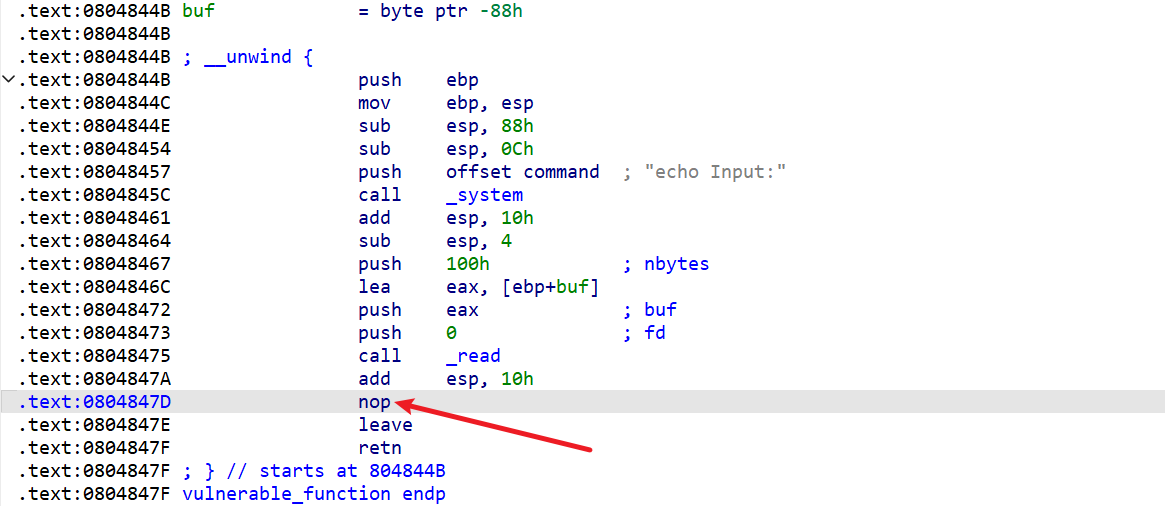 .text:0804844B buf             = byte ptr -88h
.text:0804844B
.text:0804844B ; __unwind {
.text:0804844B                 push    ebp
.text:0804844C                 mov     ebp, esp
.text:0804844E                 sub     esp, 88h
.text:08048454                 sub     esp, 0Ch
.text:08048457                 push    offset command  ; "echo Input:"
.text:0804845C                 call    _system
.text:08048461                 add     esp, 10h
.text:08048464                 sub     esp, 4
.text:08048467                 push    100h            ; nbytes
.text:0804846C                 lea     eax, [ebp+buf]
.text:08048472                 push    eax             ; buf
.text:08048473                 push    0               ; fd
.text:08048475                 call    _read
.text:0804847A                 add     esp, 10h
.text:0804847D                 nop
.text:0804847E                 leave
.text:0804847F                 retn
.text:0804847F ; } // starts at 804844B
.text:0804847F vulnerable_function endp